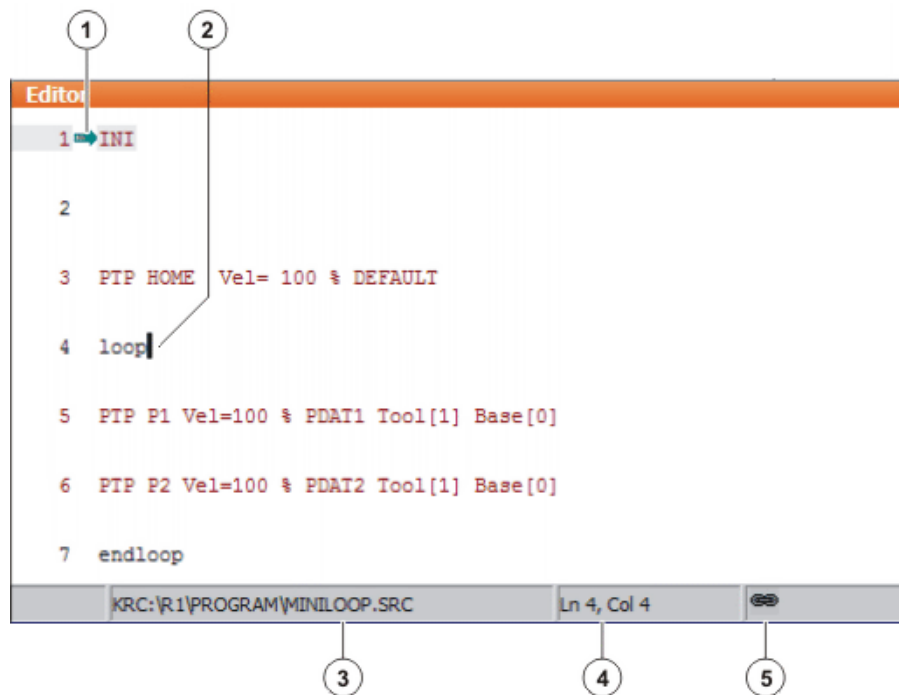 1 2
Editor
1 INI
2
3 PTP HOME Vel= 100 % DEFAULT
4 loop
5 PTP P1 Vel=100 % PDAT1 Tool[1] Base[0]
6 PTP P2 Vel=100 % PDAT2 Tool[1] Base[0]
7 endloop
KRC:\R1\PROGRAM\MINILOOP.SRC Ln 4, Col 4
3 4 5